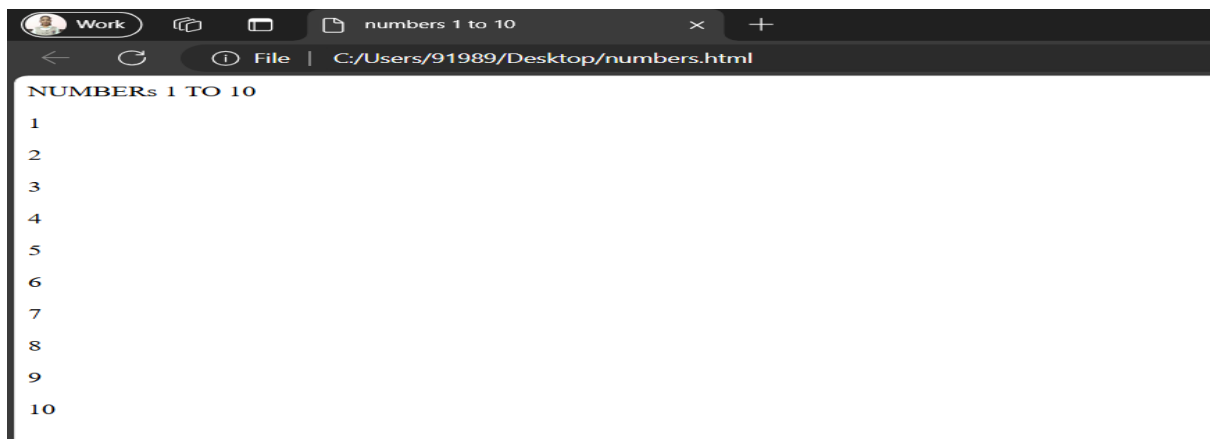 Work
numbers 1 to 10
File | C:/Users/91989/Desktop/numbers.html
NUMBERs 1 TO 10
1
2
3
4
5
6
7
8
9
10